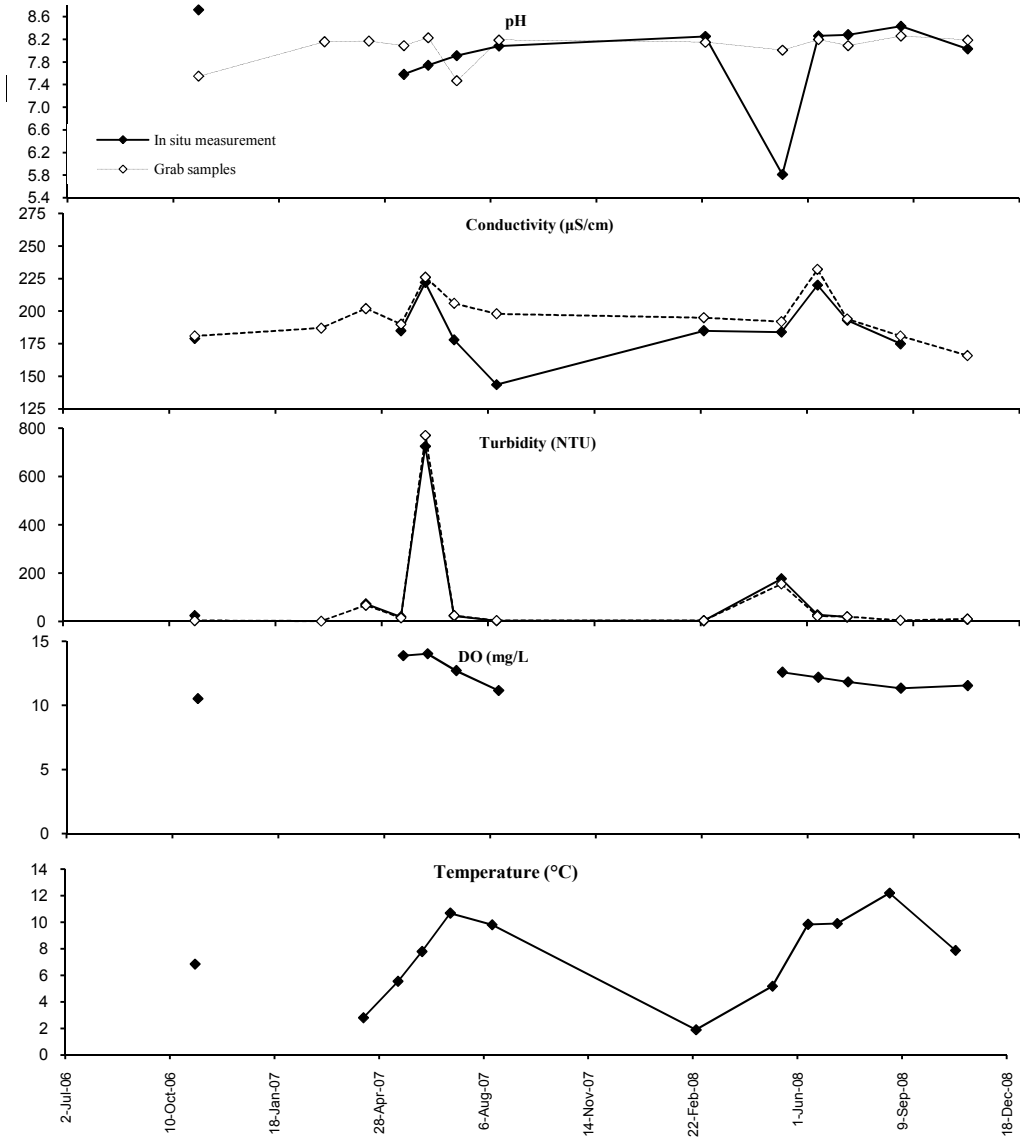 pH
8.6
8.2
7.8
7.4
7.0
6.6
6.2
5.8
5.4
In situ measurement
Grab samples
Conductivity (µS/cm)
275
250
225
200
175
150
125
Turbidity (NTU)
800
600
400
200
0
DO (mg/L
15
10
5
0
Temperature (°C)
14
12
10
8
6
4
2
0
2-Jul-06
10-Oct-06
18-Jan-07
28-Apr-07
6-Aug-07
14-Nov-07
22-Feb-08
1-Jun-08
9-Sep-08
18-Dec-08